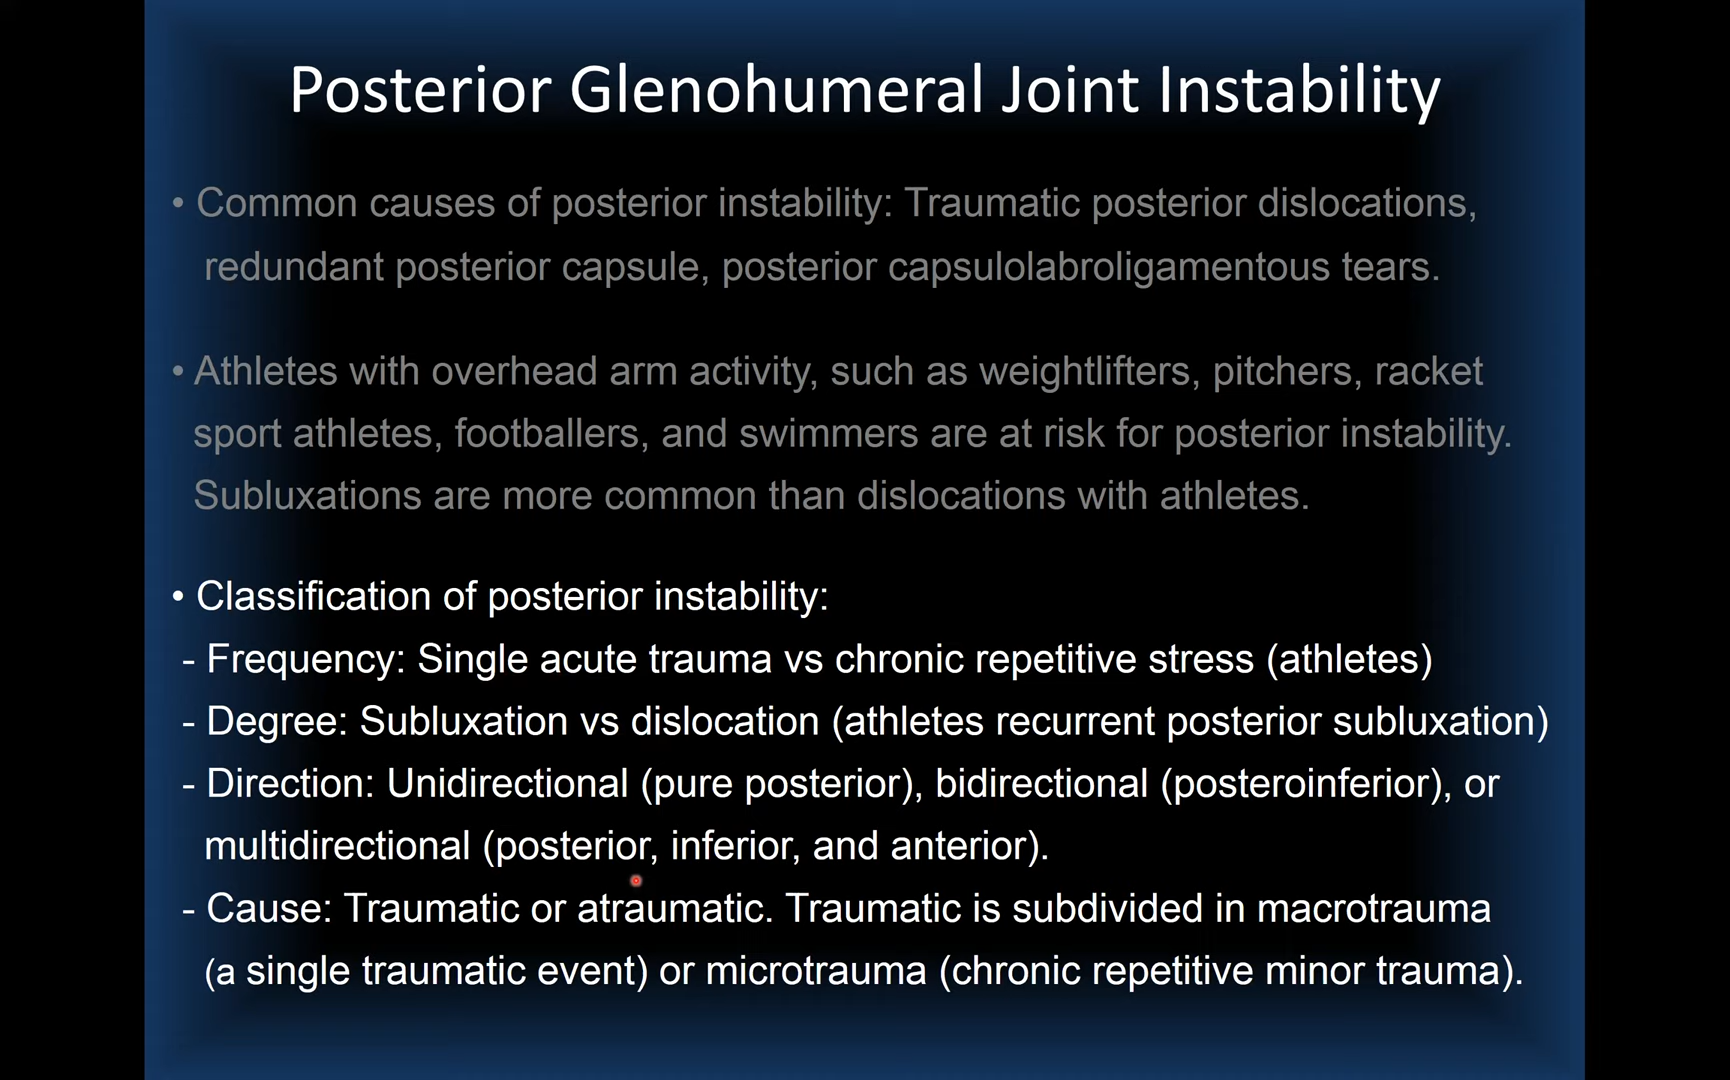 Posterior Glenohumeral Joint Instability
• Common causes of posterior instability: Traumatic posterior dislocations,
redundant posterior capsule, posterior capsulolabroligamentous tears.
• Athletes with overhead arm activity, such as weightlifters, pitchers, racket
sport athletes, footballers, and swimmers are at risk for posterior instability.
Subluxations are more common than dislocations with athletes.
• Classification of posterior instability:
- Frequency: Single acute trauma vs chronic repetitive stress (athletes)
- Degree: Subluxation vs dislocation (athletes recurrent posterior subluxation)
- Direction: Unidirectional (pure posterior), bidirectional (posteroinferior), or
multidirectional (posterior, inferior, and anterior).
- Cause: Traumatic or atraumatic. Traumatic is subdivided in macrotrauma
(a single traumatic event) or microtrauma (chronic repetitive minor trauma).